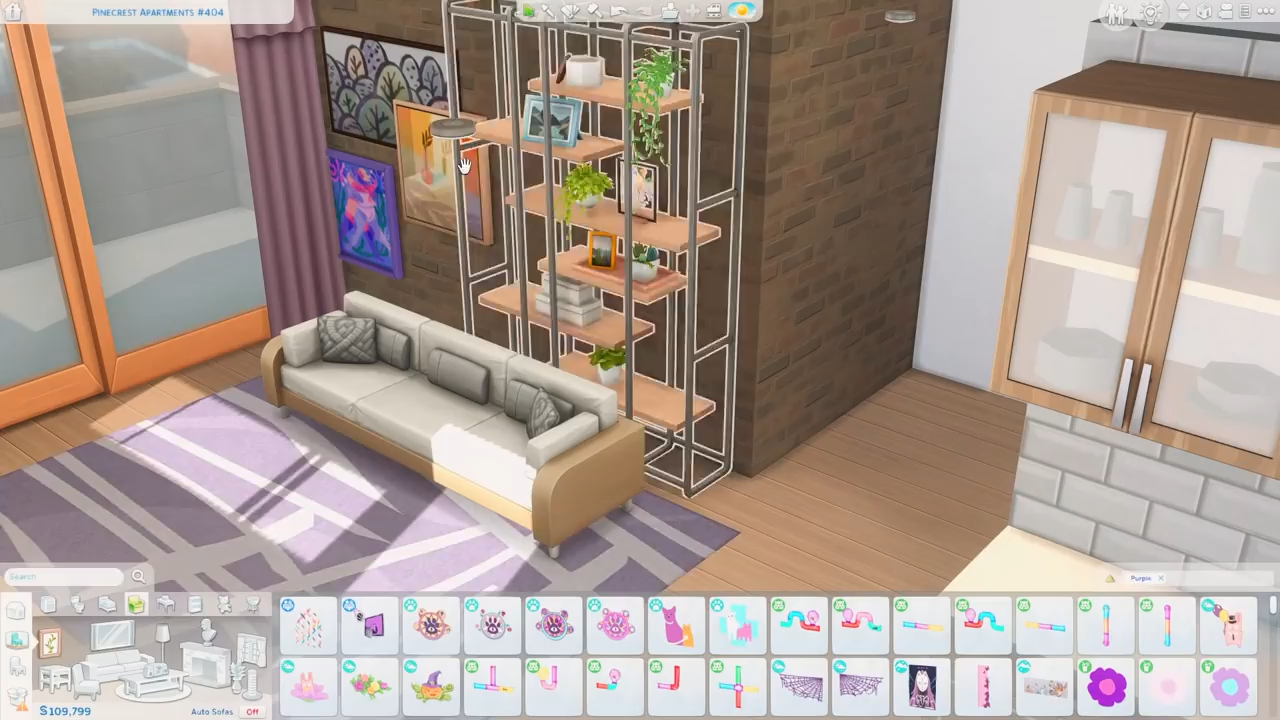 Pinecrest Apartments #404
Search
Purple
$109,799
Auto Sofas Off